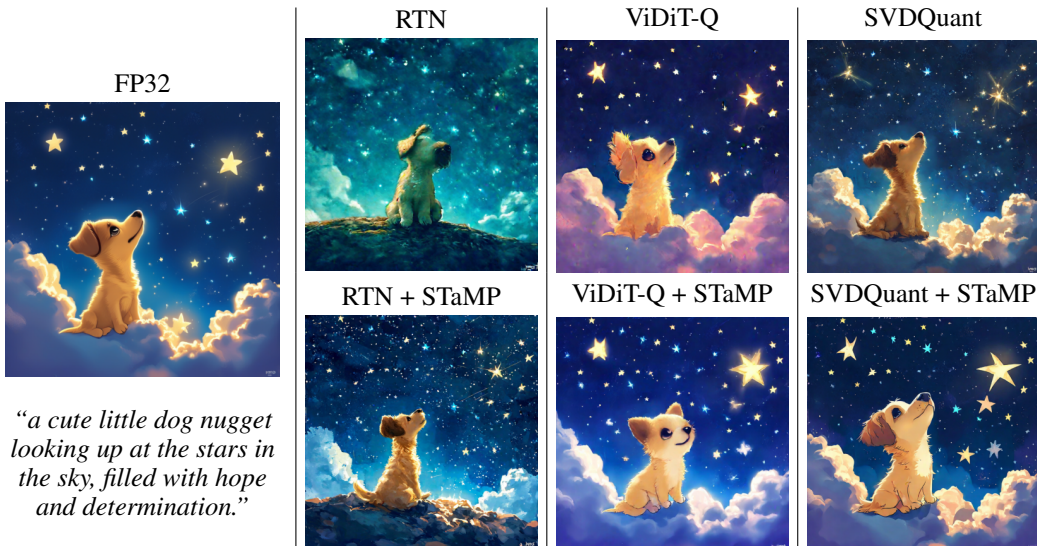 FP32
“a cute little dog nugget
looking up at the stars in
the sky, filled with hope
and determination.”
RTN
ViDiT-Q
SVDQuant
RTN + STaMP
ViDiT-Q + STaMP
SVDQuant + STaMP